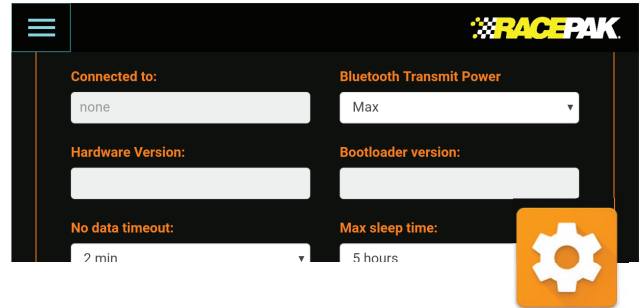 RACEPAK
Connected to:
Bluetooth Transmit Power
none
Max
Hardware Version:
Bootloader version:
No data timeout:
Max sleep time:
2 min
5 hours